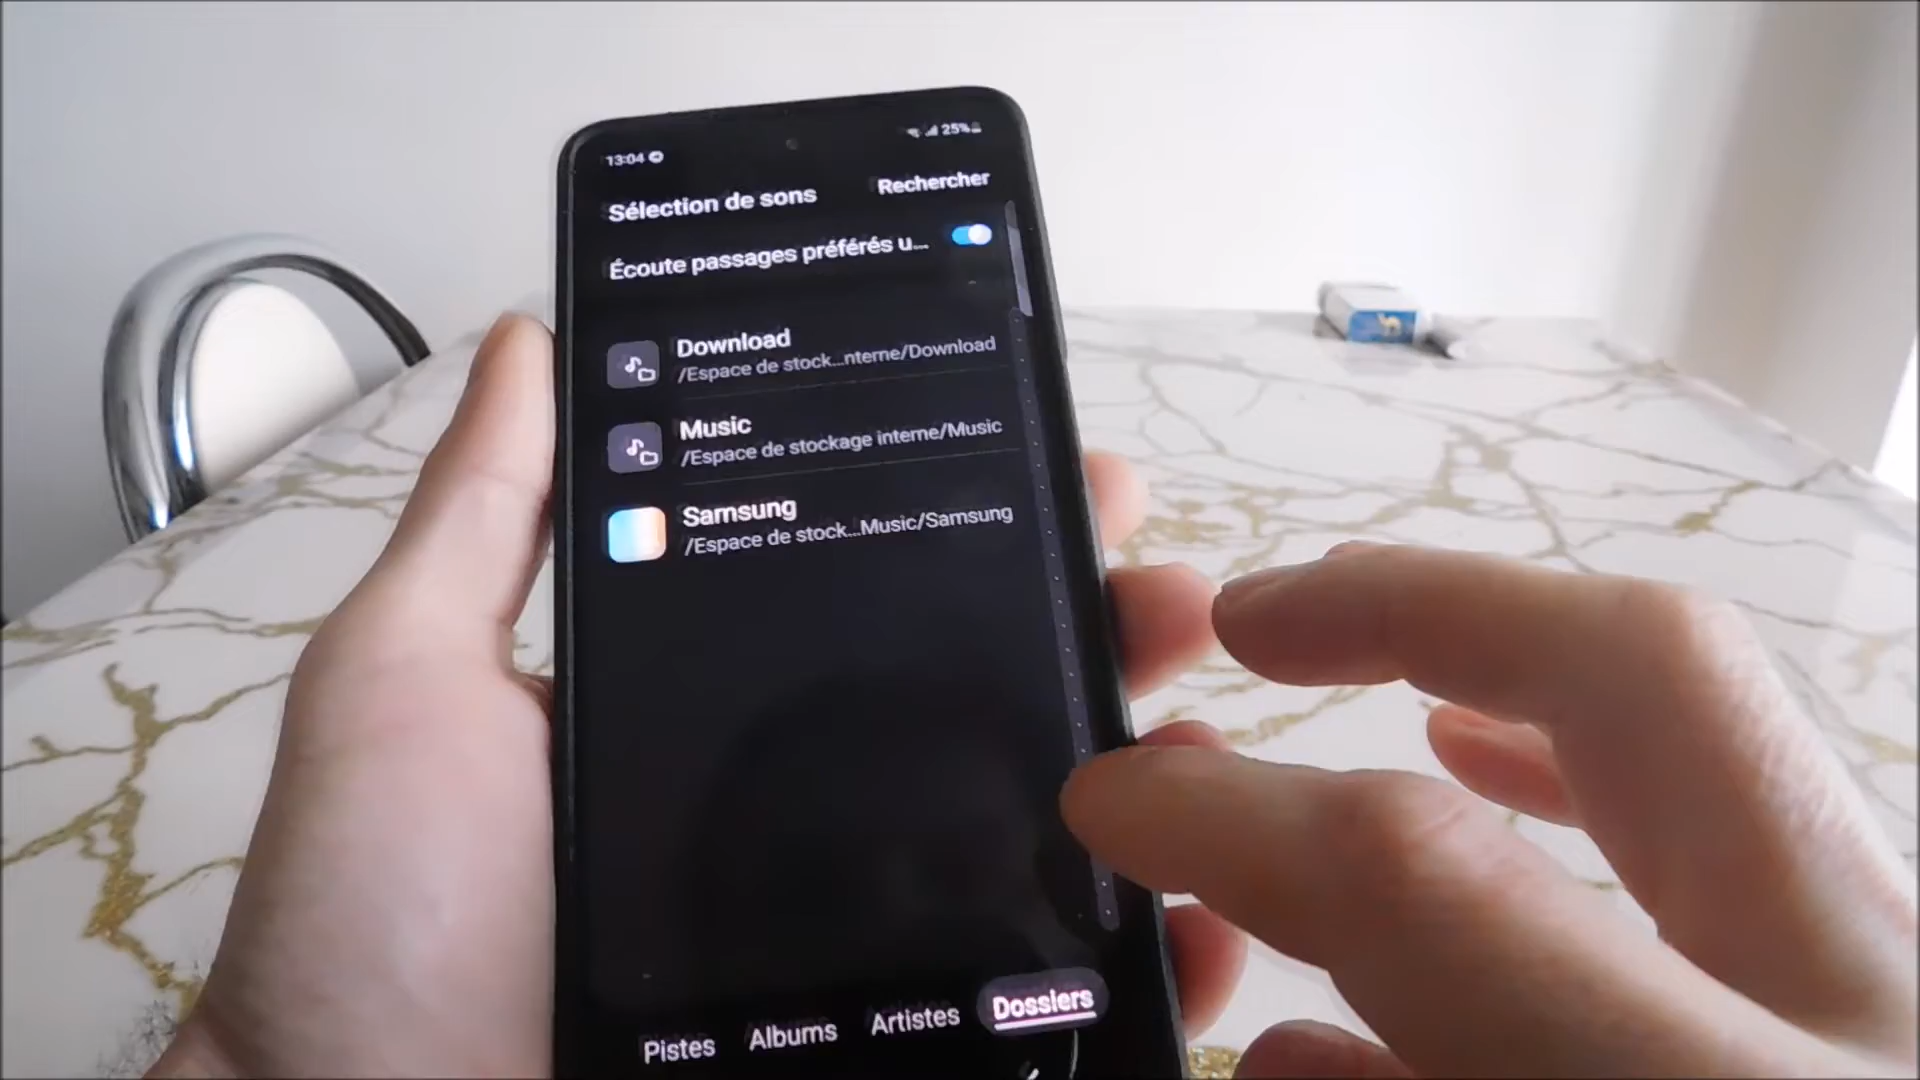 13:04
25%
Sélection de sons
Rechercher
Écoute passages préférés u...
Download
/Espace de stock...nterne/Download
Music
/Espace de stockage interne/Music
Samsung
/Espace de stock...Music/Samsung
Pistes
Albums
Artistes
Dossiers